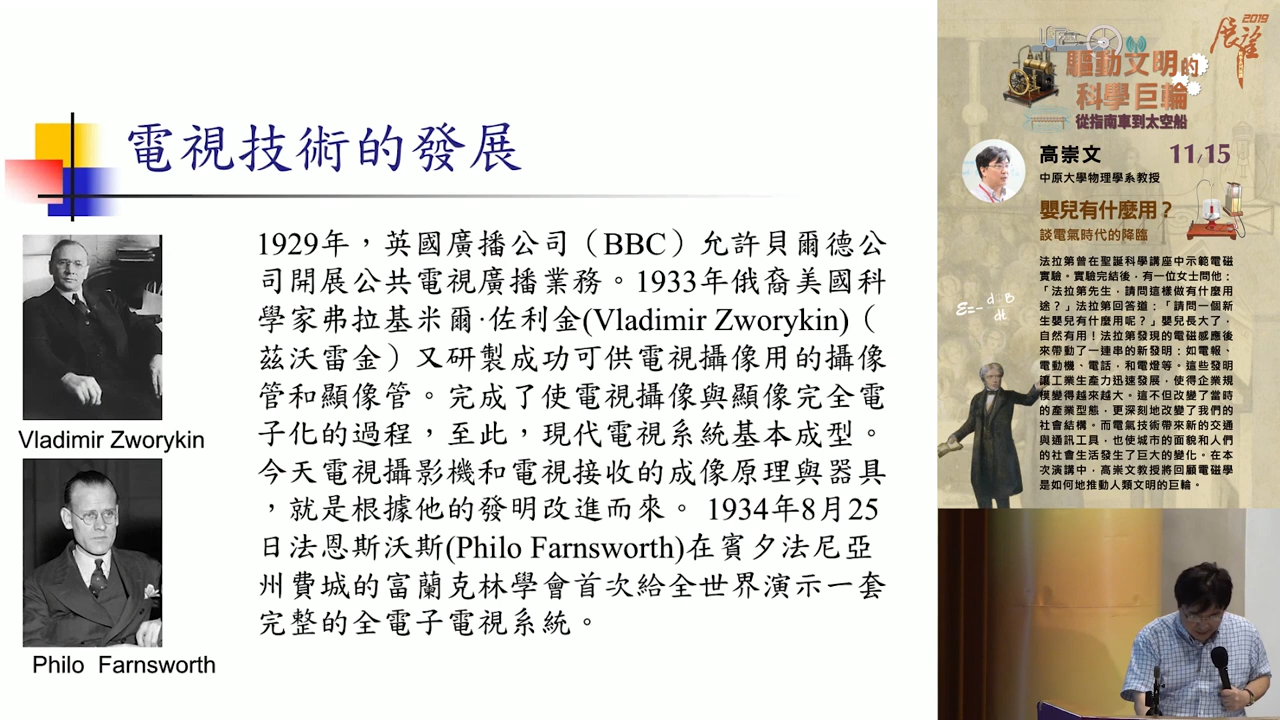 電視技術的發展
1929年，英國廣播公司（BBC）允許貝爾德公
司開展公共電視廣播業務。1933年俄裔美國科
學家弗拉基米爾·佐利金(Vladimir Zworykin)（
茲沃雷金）又研製成功可供電視攝像用的攝像
管和顯像管。完成了使電視攝像與顯像完全電
子化的過程，至此，現代電視系統基本成型。
今天電視攝影機和電視接收的成像原理與器具
，就是根據他的發明改進而來。 1934年8月25
日法恩斯沃斯(Philo Farnsworth)在賓夕法尼亞
州費城的富蘭克林學會首次給全世界演示一套
完整的全電子電視系統。
Vladimir Zworykin
Philo Farnsworth
2019
展望
驅動文明的
科學巨輪
從指南車到太空船
高崇文 11/15
中原大學物理學系教授
嬰兒有什麼用？
談電氣時代的降臨
法拉第曾在聖誕科學講座中示範電磁
實驗。實驗完結後，有一位女士問他：
「法拉第先生，請問這樣做有什麼用
途？」法拉第回答道：「請問一個新
生嬰兒有什麼用呢？」嬰兒長大了，
自然有用！法拉第發現的電磁感應後
來帶動了一連串的新發明：如電報、
電動機、電話，和電燈等。這些發明
讓工業生產力迅速發展，使得企業規
模變得越來越大。這不但改變了當時
的產業型態，更深刻地改變了我們的
社會結構。而電氣技術帶來新的交通
與通訊工具，也使城市的面貌和人們
的社會生活發生了巨大的變化。在本
次演講中，高崇文教授將回顧電磁學
是如何地推動人類文明的巨輪。